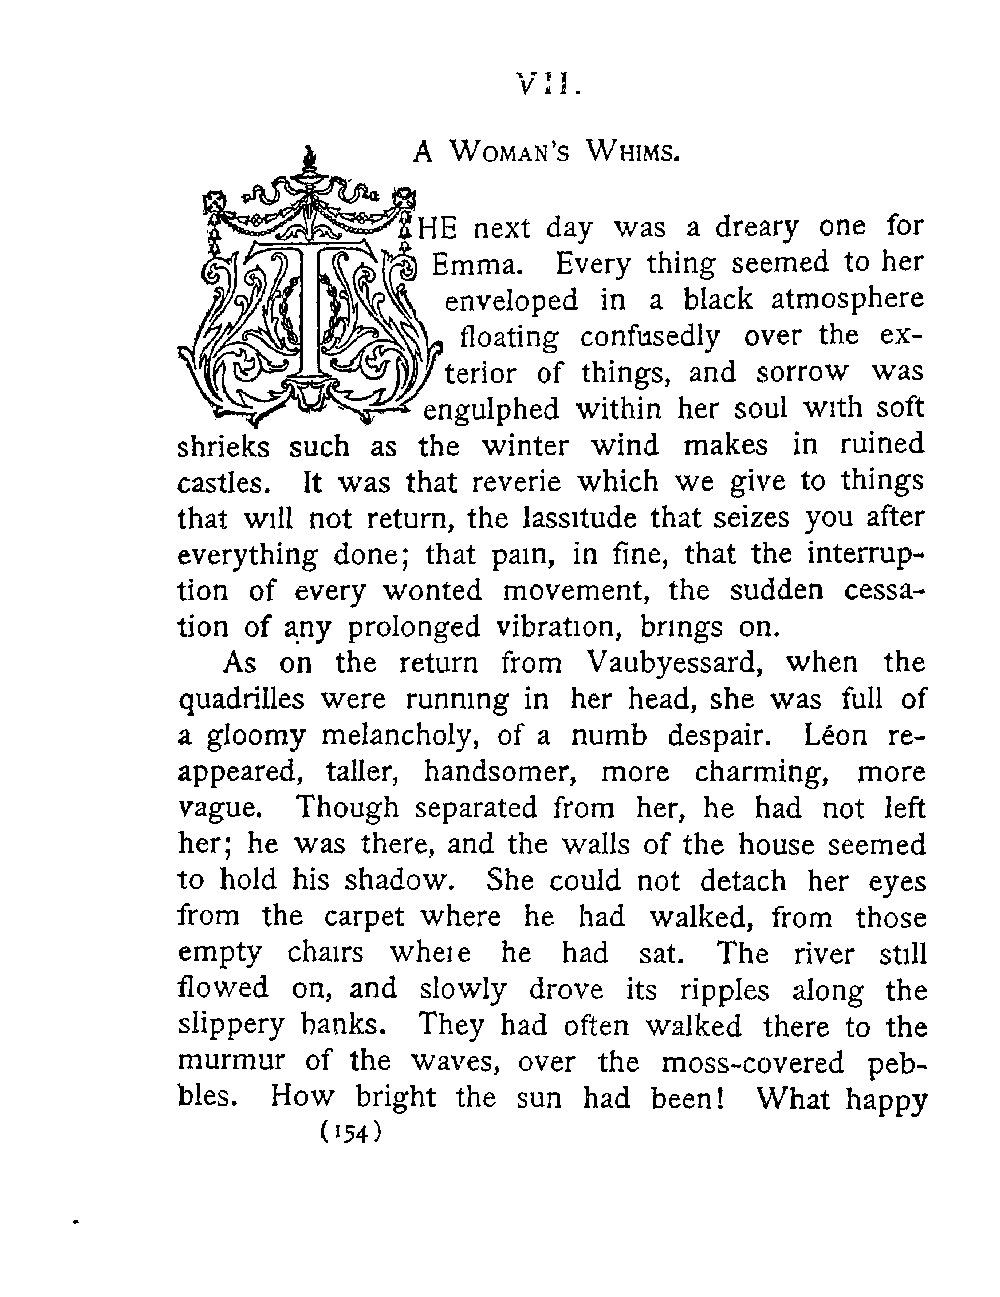 VII.
A WOMAN'S WHIMS.
THE next day was a dreary one for
Emma. Every thing seemed to her
enveloped in a black atmosphere
floating confusedly over the ex-
terior of things, and sorrow was
engulphed within her soul with soft
shrieks such as the winter wind makes in ruined
castles. It was that reverie which we give to things
that will not return, the lassitude that seizes you after
everything done; that pain, in fine, that the interrup-
tion of every wonted movement, the sudden cessa-
tion of any prolonged vibration, brings on.
As on the return from Vaubyessard, when the
quadrilles were running in her head, she was full of
a gloomy melancholy, of a numb despair. Léon re-
appeared, taller, handsomer, more charming, more
vague. Though separated from her, he had not left
her; he was there, and the walls of the house seemed
to hold his shadow. She could not detach her eyes
from the carpet where he had walked, from those
empty chairs where he had sat. The river still
flowed on, and slowly drove its ripples along the
slippery banks. They had often walked there to the
murmur of the waves, over the moss-covered peb-
bles. How bright the sun had been! What happy
(154)